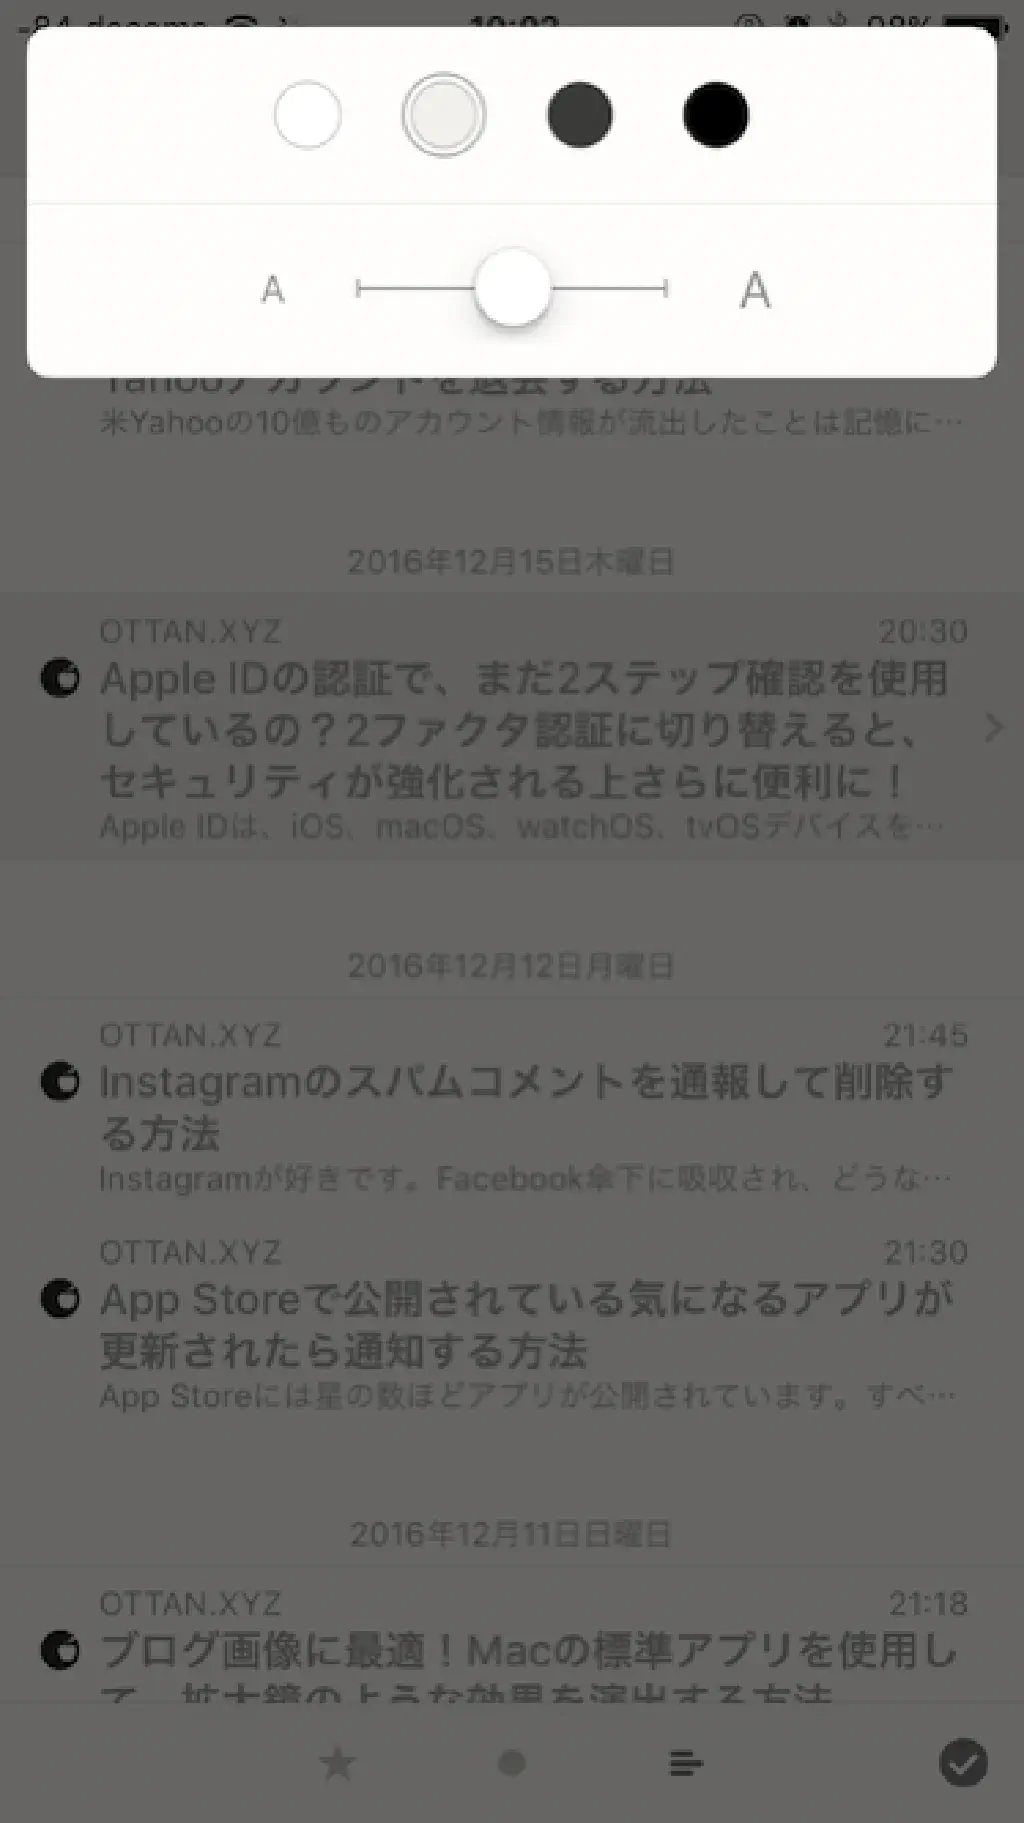 A A
米Yahooの10億ものアカウント情報が流出したことは記憶に…
2016年12月15日木曜日
OTTAN.XYZ 20:30
Apple IDの認証で、まだ2ステップ確認を使用
しているの？2ファクタ認証に切り替えると、
セキュリティが強化される上さらに便利に！
Apple IDは、iOS、macOS、watchOS、tvOSデバイスを…
2016年12月12日月曜日
OTTAN.XYZ 21:45
Instagramのスパムコメントを通報して削除す
る方法
Instagramが好きです。Facebook傘下に吸収され、どうな…
OTTAN.XYZ 21:30
App Storeで公開されている気になるアプリが
更新されたら通知する方法
App Storeには星の数ほどアプリが公開されています。すべ…
2016年12月11日日曜日
OTTAN.XYZ 21:18
ブログ画像に最適！Macの標準アプリを使用し
て、拡大鏡のような効果を演出する方法